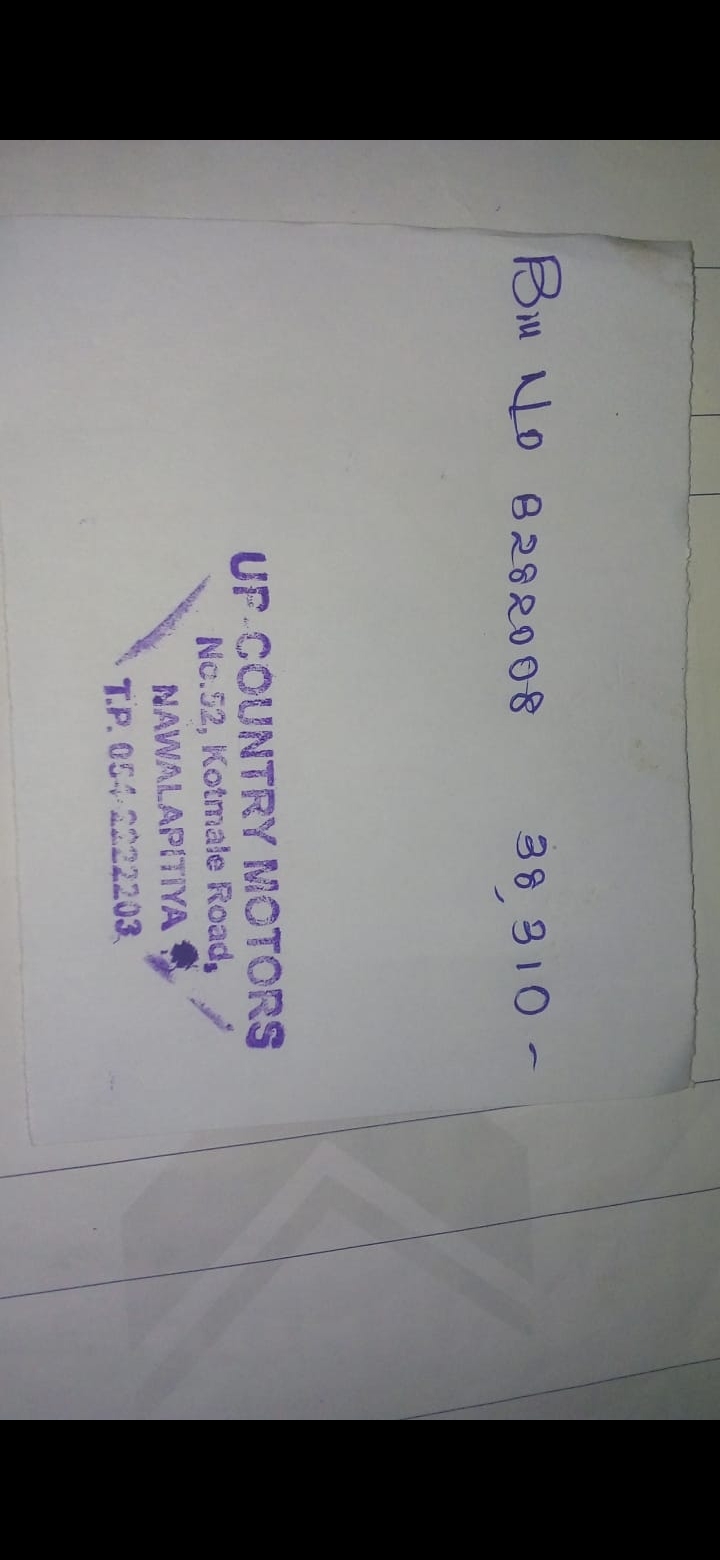 Bill No 8282008 38,310 -
UP-COUNTRY MOTORS
No.52, Kotmale Road,
NAWALAPITIYA
T.P. 054-2222203